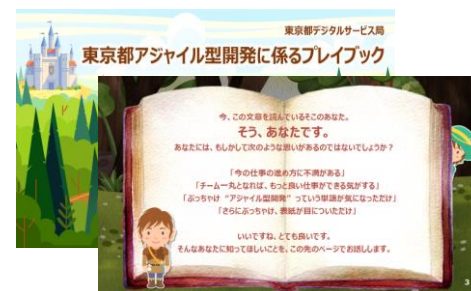 東京都デジタルサービス局
東京都アジャイル型開発に係るプレイブック
今、この文章を読んでいるそこのあなた。
そう、あなたです。
あなたには、もしかして次のような思いがあるのではないでしょうか？
「今の仕事の進め方に不満がある」
「チーム一丸となれば、もっと良い仕事ができる気がする」
「ぶっちゃけ “アジャイル型開発” っていう単語が気になっただけ」
「さらにぶっちゃけ、表紙が目についただけ」
いいですね、とても良いです。
そんなあなたに知ってほしいことを、この先のページでお話しします。
3